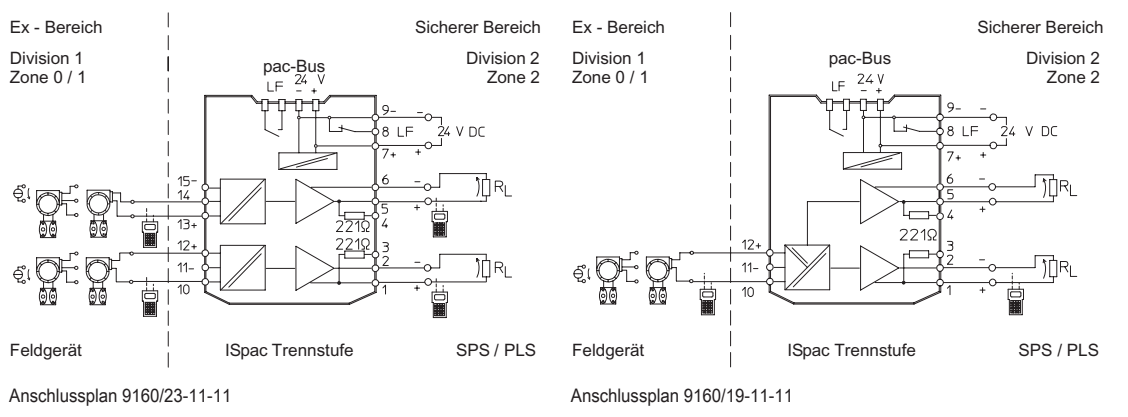 Ex - Bereich
Sicherer Bereich
Division 1
Zone 0 / 1
Division 2
Zone 2
pac-Bus
LF 24 V
- +
9-
-
8 LF
24 V DC
7+
+
15-
14
13+
6
-
5
+
4
RL
221Ω
221Ω
12+
11-
10
3
2
-
1
+
RL
Feldgerät
ISpac Trennstufe
SPS / PLS
Anschlussplan 9160/23-11-11
Ex - Bereich
Sicherer Bereich
Division 1
Zone 0 / 1
Division 2
Zone 2
pac-Bus
LF 24 V
- +
9-
-
8 LF
24 V DC
7+
+
6
-
5
+
4
RL
221Ω
12+
11-
10
3
2
-
1
+
RL
Feldgerät
ISpac Trennstufe
SPS / PLS
Anschlussplan 9160/19-11-11